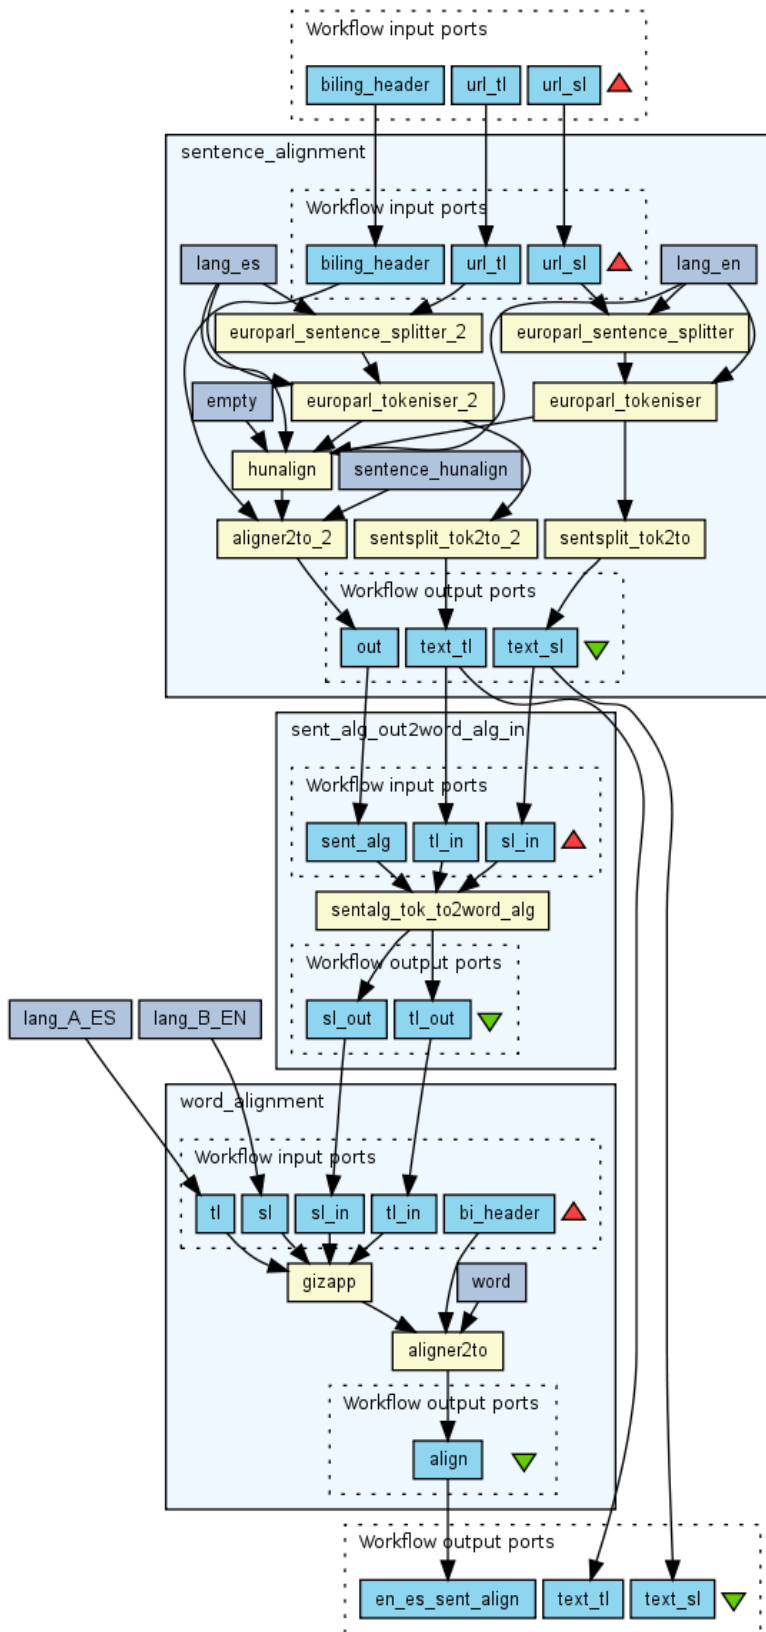 Workflow input ports
biling_header url_tl url_sl
sentence_alignment
Workflow input ports
lang_es biling_header url_tl url_sl lang_en
europarl_sentence_splitter_2 europarl_sentence_splitter
empty europarl_tokeniser_2 europarl_tokeniser
hunalign sentence_hunalign
aligner2to_2 sentsplit_tok2to_2 sentsplit_tok2to
Workflow output ports
out text_tl text_sl
sent_alg_out2word_alg_in
Workflow input ports
sent_alg tl_in sl_in
sentalg_tok_to2word_alg
Workflow output ports
lang_A_ES lang_B_EN sl_out tl_out
word_alignment
Workflow input ports
tl sl sl_in tl_in bi_header
gizapp word
aligner2to
Workflow output ports
align
Workflow output ports
en_es_sent_align text_tl text_sl